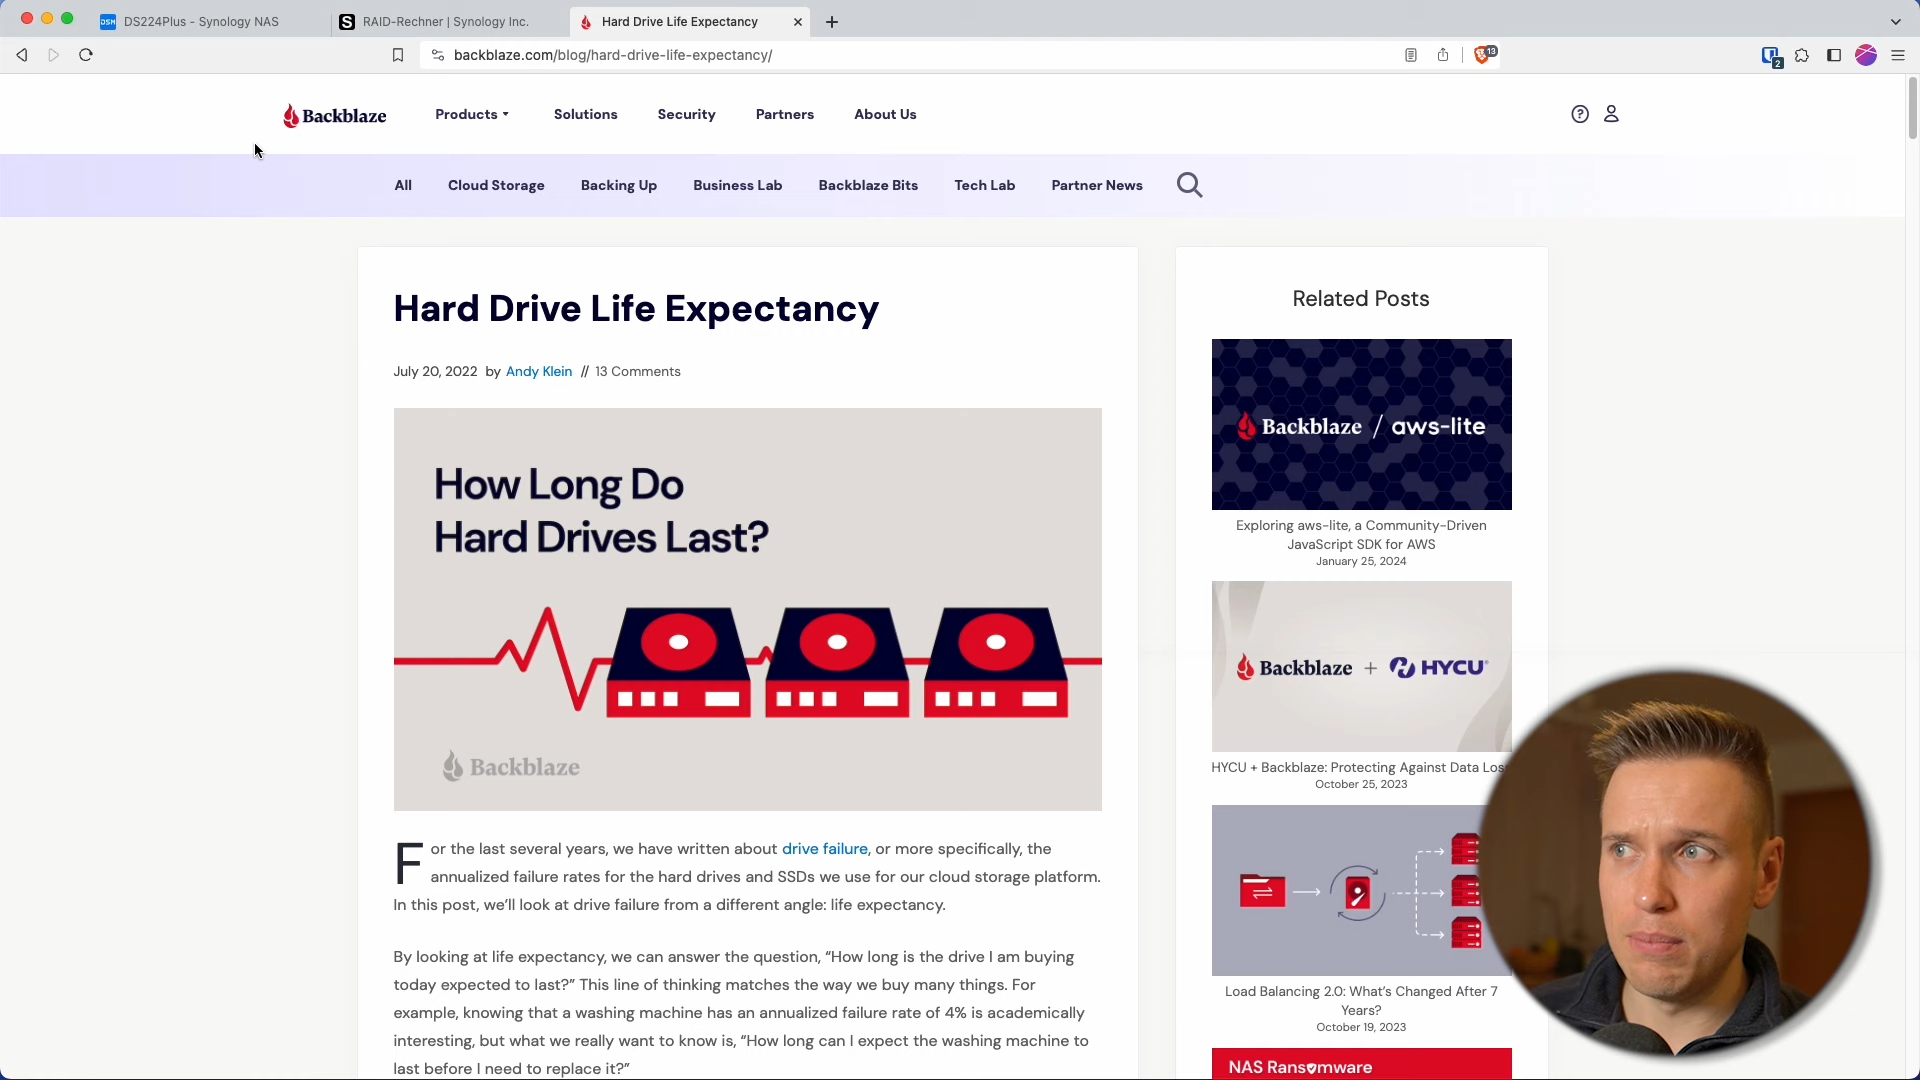 DSM DS224Plus - Synology NAS
S RAID-Rechner | Synology Inc.
Hard Drive Life Expectancy
backblaze.com/blog/hard-drive-life-expectancy/
13
2
Backblaze
Products
Solutions
Security
Partners
About Us
All
Cloud Storage
Backing Up
Business Lab
Backblaze Bits
Tech Lab
Partner News
Hard Drive Life Expectancy
July 20, 2022 by Andy Klein // 13 Comments
How Long Do
Hard Drives Last?
Backblaze
For the last several years, we have written about drive failure, or more specifically, the
annualized failure rates for the hard drives and SSDs we use for our cloud storage platform.
In this post, we’ll look at drive failure from a different angle: life expectancy.
By looking at life expectancy, we can answer the question, “How long is the drive I am buying
today expected to last?” This line of thinking matches the way we buy many things. For
example, knowing that a washing machine has an annualized failure rate of 4% is academically
interesting, but what we really want to know is, “How long can I expect the washing machine to
last before I need to replace it?”
Related Posts
Backblaze / aws-lite
Exploring aws-lite, a Community-Driven
JavaScript SDK for AWS
January 25, 2024
Backblaze + HYCU
HYCU + Backblaze: Protecting Against Data
October 25, 2023
Load Balancing 2.0: What’s Changed After 7
Years?
October 19, 2023
NAS Ransomware